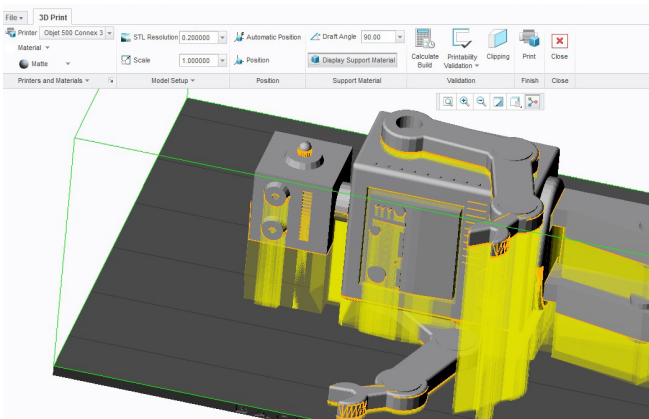 File
3D Print
Printer Objet 500 Connex 3
STL Resolution 0.200000
Automatic Position
Draft Angle 90.00
Material
Matte
Scale 1.000000
Position
Display Support Material
Calculate Build
Printability Validation
Clipping
Print
Close
Printers and Materials
Model Setup
Position
Support Material
Validation
Finish
Close